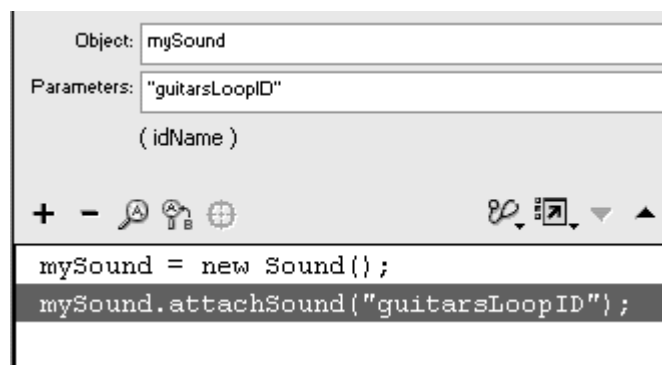 Object: mySound
Parameters: "guitarsLoopID"
( idName )
mySound = new Sound();
mySound.attachSound("guitarsLoopID");